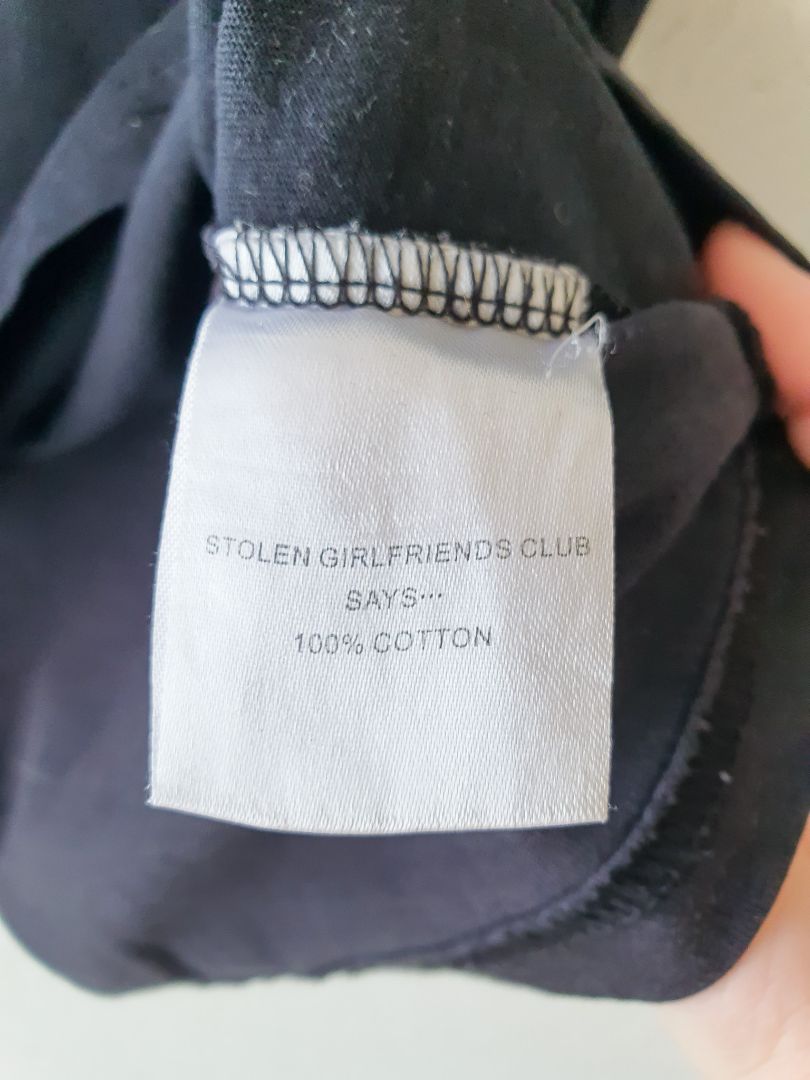 STOLEN GIRLFRIENDS CLUB
SAYS···
100% COTTON